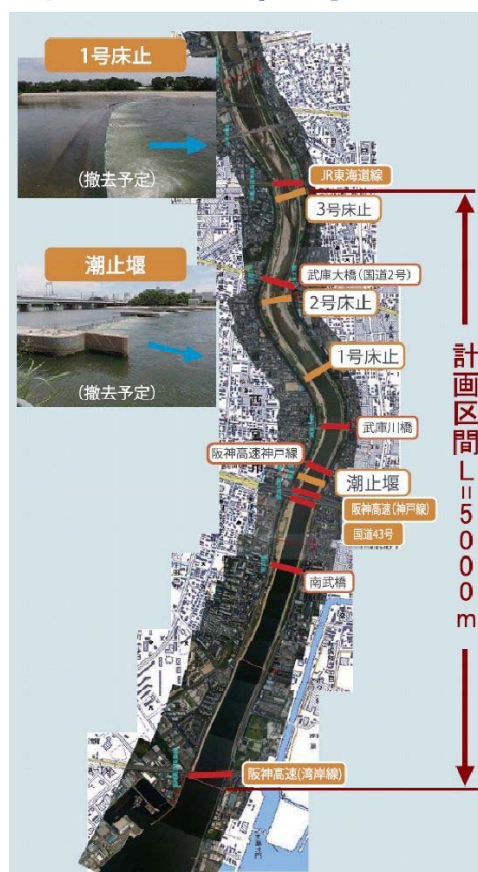 1号床止
(撤去予定)
潮止堰
(撤去予定)
JR東海道線
3号床止
武庫大橋(国道2号)
2号床止
1号床止
武庫川橋
阪神高速神戸線
潮止堰
阪神高速(神戸線)
国道43号
南武橋
阪神高速(湾岸線)
計画区間L=5000m
西宮市